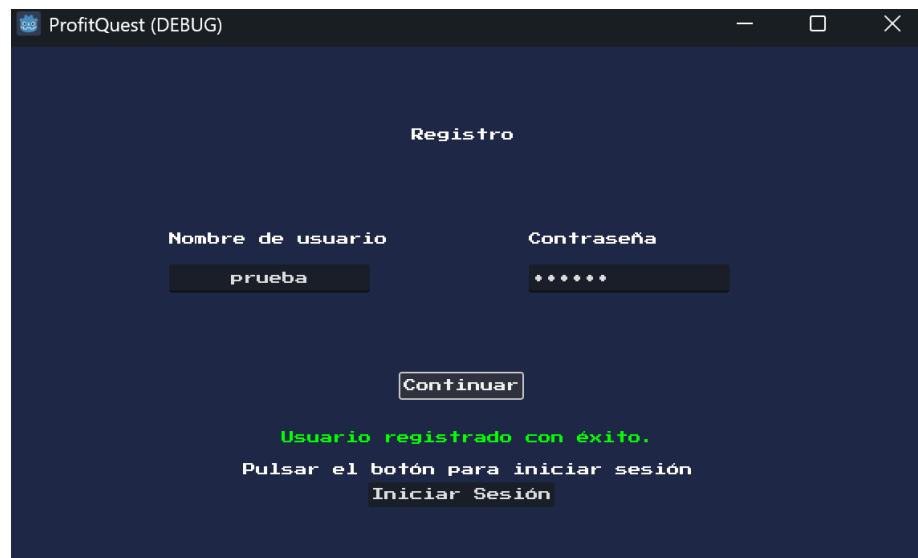 ProfitQuest (DEBUG)
Registro
Nombre de usuario
Contraseña
prueba
••••••
Continuar
Usuario registrado con éxito.
Pulsar el botón para iniciar sesión
Iniciar Sesión